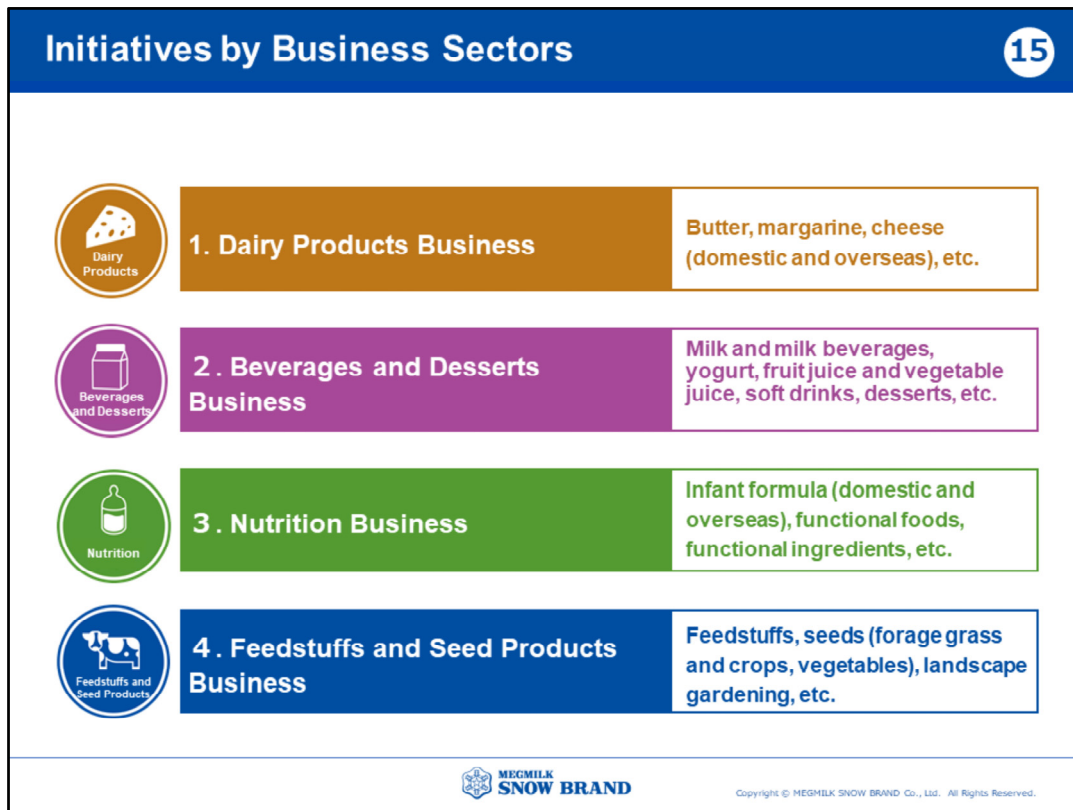 Initiatives by Business Sectors
15
Dairy
Products
1. Dairy Products Business
Butter, margarine, cheese
(domestic and overseas), etc.
Beverages
and Desserts
２. Beverages and Desserts
Business
Milk and milk beverages,
yogurt, fruit juice and vegetable
juice, soft drinks, desserts, etc.
Nutrition
３. Nutrition Business
Infant formula (domestic and
overseas), functional foods,
functional ingredients, etc.
Feedstuffs and
Seed Products
４. Feedstuffs and Seed Products
Business
Feedstuffs, seeds (forage grass
and crops, vegetables), landscape
gardening, etc.
MEGMILK
SNOW BRAND
Copyright © MEGMILK SNOW BRAND Co., Ltd. All Rights Reserved.